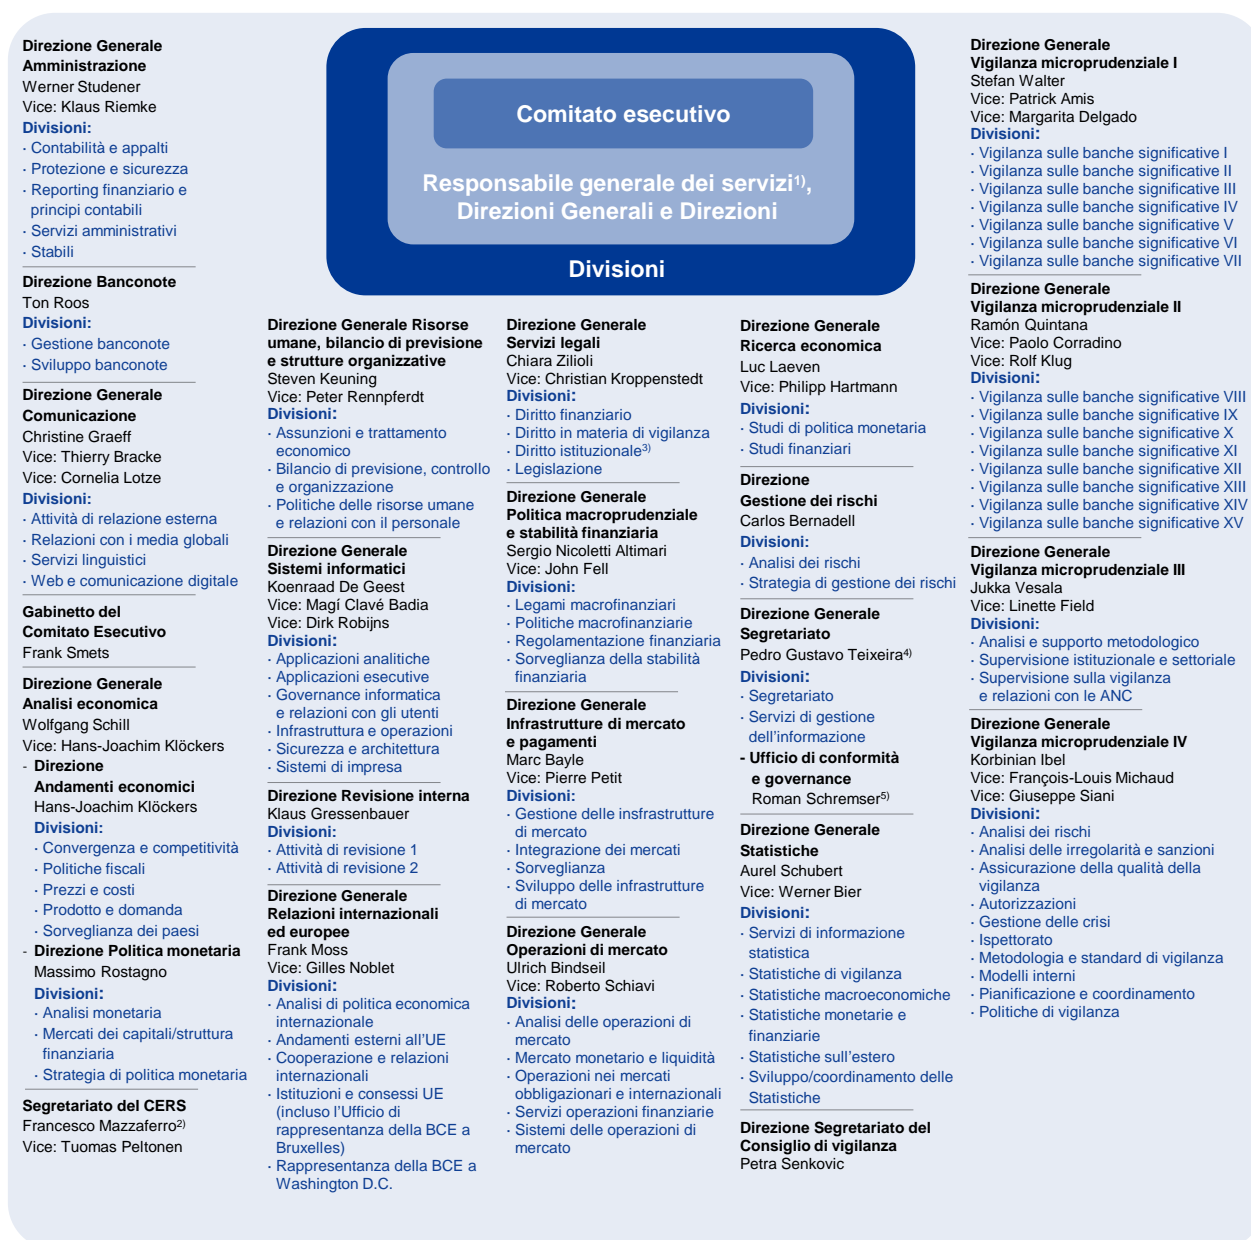 Direzione Generale
Amministrazione
Werner Studener
Vice: Klaus Riemke
Divisioni:
· Contabilità e appalti
· Protezione e sicurezza
· Reporting finanziario e
principi contabili
· Servizi amministrativi
· Stabili
Direzione Banconote
Ton Roos
Divisioni:
· Gestione banconote
· Sviluppo banconote
Direzione Generale
Comunicazione
Christine Graeff
Vice: Thierry Bracke
Vice: Cornelia Lotze
Divisioni:
· Attività di relazione esterna
· Relazioni con i media globali
· Servizi linguistici
· Web e comunicazione digitale
Gabinetto del
Comitato Esecutivo
Frank Smets
Direzione Generale
Analisi economica
Wolfgang Schill
Vice: Hans-Joachim Klöckers
- Direzione
Andamenti economici
Hans-Joachim Klöckers
Divisioni:
· Convergenza e competitività
· Politiche fiscali
· Prezzi e costi
· Prodotto e domanda
· Sorveglianza dei paesi
- Direzione Politica monetaria
Massimo Rostagno
Divisioni:
· Analisi monetaria
· Mercati dei capitali/struttura
finanziaria
· Strategia di politica monetaria
Segretariato del CERS
Francesco Mazzaferro2)
Vice: Tuomas Peltonen
Comitato esecutivo
Responsabile generale dei servizi1),
Direzioni Generali e Direzioni
Divisioni
Direzione Generale Risorse
umane, bilancio di previsione
e strutture organizzative
Steven Keuning
Vice: Peter Rennpferdt
Divisioni:
· Assunzioni e trattamento
economico
· Bilancio di previsione, controllo
e organizzazione
· Politiche delle risorse umane
e relazioni con il personale
Direzione Generale
Sistemi informatici
Koenraad De Geest
Vice: Magí Clavé Badia
Vice: Dirk Robijns
Divisioni:
· Applicazioni analitiche
· Applicazioni esecutive
· Governance informatica
e relazioni con gli utenti
· Infrastruttura e operazioni
· Sicurezza e architettura
· Sistemi di impresa
Direzione Revisione interna
Klaus Gressenbauer
Divisioni:
· Attività di revisione 1
· Attività di revisione 2
Direzione Generale
Relazioni internazionali
ed europee
Frank Moss
Vice: Gilles Noblet
Divisioni:
· Analisi di politica economica
internazionale
· Andamenti esterni all'UE
· Cooperazione e relazioni
internazionali
· Istituzioni e consessi UE
(incluso l'Ufficio di
rappresentanza della BCE a
Bruxelles)
· Rappresentanza della BCE a
Washington D.C.
Direzione Generale
Servizi legali
Chiara Zilioli
Vice: Christian Kroppenstedt
Divisioni:
· Diritto finanziario
· Diritto in materia di vigilanza
· Diritto istituzionale3)
· Legislazione
Direzione Generale
Politica macroprudenziale
e stabilità finanziaria
Sergio Nicoletti Altimari
Vice: John Fell
Divisioni:
· Legami macrofinanziari
· Politiche macrofinanziarie
· Regolamentazione finanziaria
· Sorveglianza della stabilità
finanziaria
Direzione Generale
Infrastrutture di mercato
e pagamenti
Marc Bayle
Vice: Pierre Petit
Divisioni:
· Gestione delle insfrastrutture
di mercato
· Integrazione dei mercati
· Sorveglianza
· Sviluppo delle infrastrutture
di mercato
Direzione Generale
Operazioni di mercato
Ulrich Bindseil
Vice: Roberto Schiavi
Divisioni:
· Analisi delle operazioni di
mercato
· Mercato monetario e liquidità
· Operazioni nei mercati
obbligazionari e internazionali
· Servizi operazioni finanziarie
· Sistemi delle operazioni di
mercato
Direzione Generale
Ricerca economica
Luc Laeven
Vice: Philipp Hartmann
Divisioni:
· Studi di politica monetaria
· Studi finanziari
Direzione
Gestione dei rischi
Carlos Bernadell
Divisioni:
· Analisi dei rischi
· Strategia di gestione dei rischi
Direzione Generale
Segretariato
Pedro Gustavo Teixeira4)
Divisioni:
· Segretariato
· Servizi di gestione
dell'informazione
- Ufficio di conformità
e governance
Roman Schremser5)
Direzione Generale
Statistiche
Aurel Schubert
Vice: Werner Bier
Divisioni:
· Servizi di informazione
statistica
· Statistiche di vigilanza
· Statistiche macroeconomiche
· Statistiche monetarie e
finanziarie
· Statistiche sull'estero
· Sviluppo/coordinamento delle
Statistiche
Direzione Segretariato del
Consiglio di vigilanza
Petra Senkovic
Direzione Generale
Vigilanza microprudenziale I
Stefan Walter
Vice: Patrick Amis
Vice: Margarita Delgado
Divisioni:
· Vigilanza sulle banche significative I
· Vigilanza sulle banche significative II
· Vigilanza sulle banche significative III
· Vigilanza sulle banche significative IV
· Vigilanza sulle banche significative V
· Vigilanza sulle banche significative VI
· Vigilanza sulle banche significative VII
Direzione Generale
Vigilanza microprudenziale II
Ramón Quintana
Vice: Paolo Corradino
Vice: Rolf Klug
Divisioni:
· Vigilanza sulle banche significative VIII
· Vigilanza sulle banche significative IX
· Vigilanza sulle banche significative X
· Vigilanza sulle banche significative XI
· Vigilanza sulle banche significative XII
· Vigilanza sulle banche significative XIII
· Vigilanza sulle banche significative XIV
· Vigilanza sulle banche significative XV
Direzione Generale
Vigilanza microprudenziale III
Jukka Vesala
Vice: Linette Field
Divisioni:
· Analisi e supporto metodologico
· Supervisione istituzionale e settoriale
· Supervisione sulla vigilanza
e relazioni con le ANC
Direzione Generale
Vigilanza microprudenziale IV
Korbinian Ibel
Vice: François-Louis Michaud
Vice: Giuseppe Siani
Divisioni:
· Analisi dei rischi
· Analisi delle irregolarità e sanzioni
· Assicurazione della qualità della
vigilanza
· Autorizzazioni
· Gestione delle crisi
· Ispettorato
· Metodologia e standard di vigilanza
· Modelli interni
· Pianificazione e coordinamento
· Politiche di vigilanza